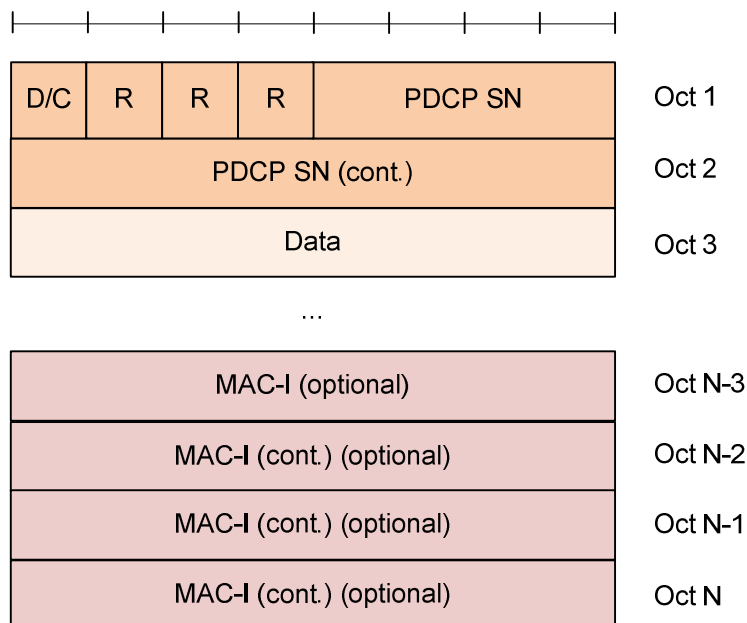 D/C R R R PDCP SN Oct 1
PDCP SN (cont.) Oct 2
Data Oct 3
...
MAC-I (optional) Oct N-3
MAC-I (cont.) (optional) Oct N-2
MAC-I (cont.) (optional) Oct N-1
MAC-I (cont.) (optional) Oct N